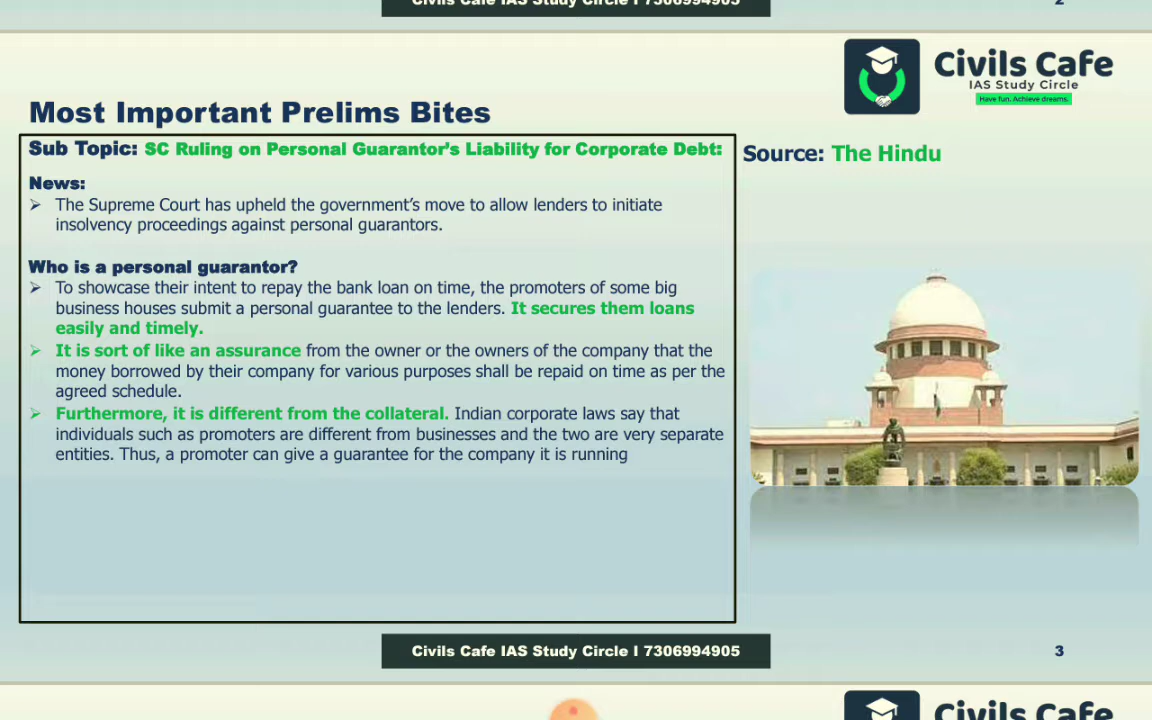 Civils Cafe IAS Study Circle I 7306994905
2
Civils Cafe
IAS Study Circle
Have fun. Achieve dreams.
Most Important Prelims Bites
Sub Topic: SC Ruling on Personal Guarantor’s Liability for Corporate Debt:
Source: The Hindu
News:
➢ The Supreme Court has upheld the government’s move to allow lenders to initiate
insolvency proceedings against personal guarantors.
Who is a personal guarantor?
➢ To showcase their intent to repay the bank loan on time, the promoters of some big
business houses submit a personal guarantee to the lenders. It secures them loans
easily and timely.
➢ It is sort of like an assurance from the owner or the owners of the company that the
money borrowed by their company for various purposes shall be repaid on time as per the
agreed schedule.
➢ Furthermore, it is different from the collateral. Indian corporate laws say that
individuals such as promoters are different from businesses and the two are very separate
entities. Thus, a promoter can give a guarantee for the company it is running
Civils Cafe IAS Study Circle I 7306994905
3
Civils Cafe